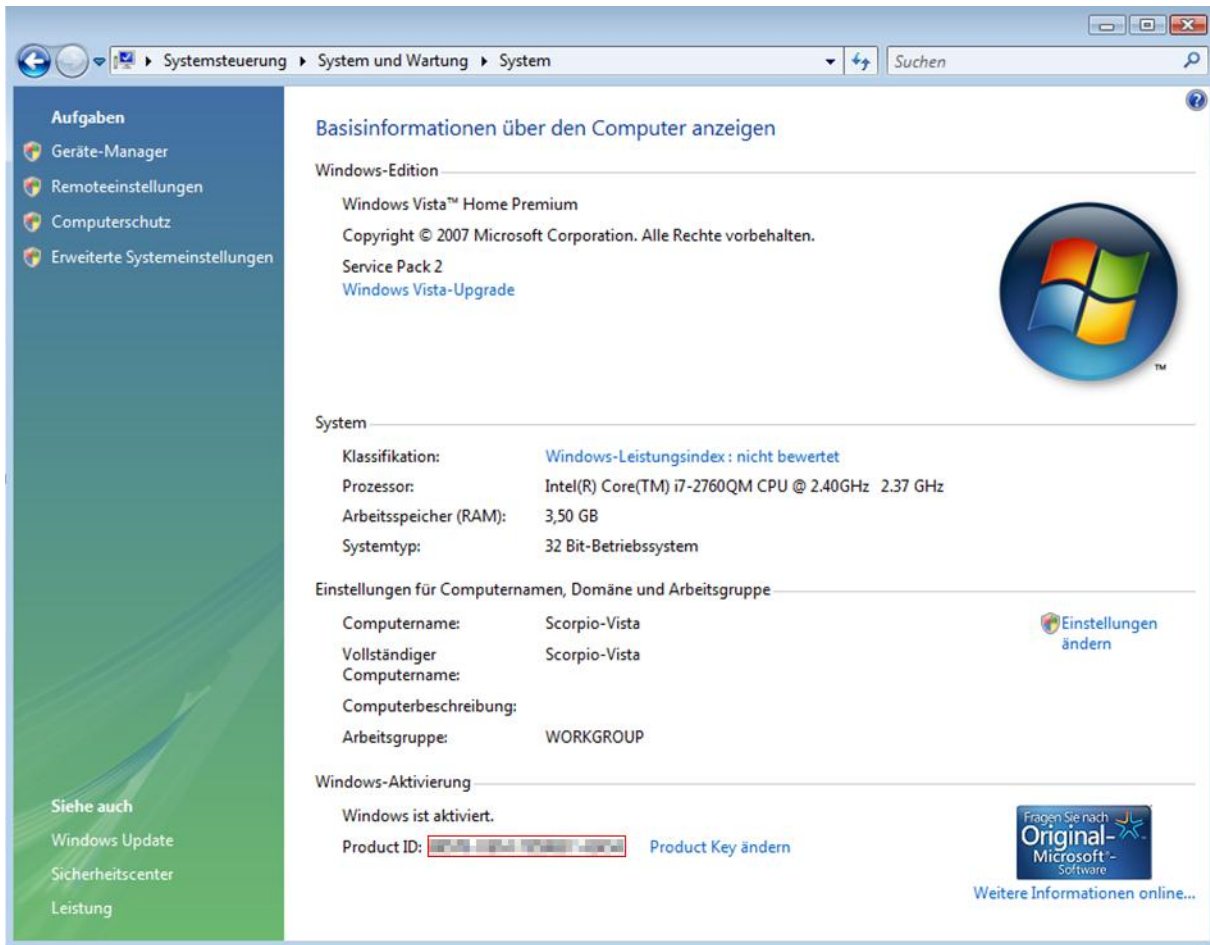 Systemsteuerung ▸ System und Wartung ▸ System
Suchen
Aufgaben
Geräte-Manager
Remoteeinstellungen
Computerschutz
Erweiterte Systemeinstellungen
Basisinformationen über den Computer anzeigen
Windows-Edition
Windows Vista™ Home Premium
Copyright © 2007 Microsoft Corporation. Alle Rechte vorbehalten.
Service Pack 2
Windows Vista-Upgrade
TM
System
Klassifikation: Windows-Leistungsindex : nicht bewertet
Prozessor: Intel(R) Core(TM) i7-2760QM CPU @ 2.40GHz 2.37 GHz
Arbeitsspeicher (RAM): 3,50 GB
Systemtyp: 32 Bit-Betriebssystem
Einstellungen für Computernamen, Domäne und Arbeitsgruppe
Computername: Scorpio-Vista
Einstellungen
ändern
Vollständiger Scorpio-Vista
Computername:
Computerbeschreibung:
Arbeitsgruppe: WORKGROUP
Windows-Aktivierung
Windows ist aktiviert.
Product ID: Product Key ändern
Fragen Sie nach
Original-
Microsoft®-
Software
Weitere Informationen online...
Siehe auch
Windows Update
Sicherheitscenter
Leistung